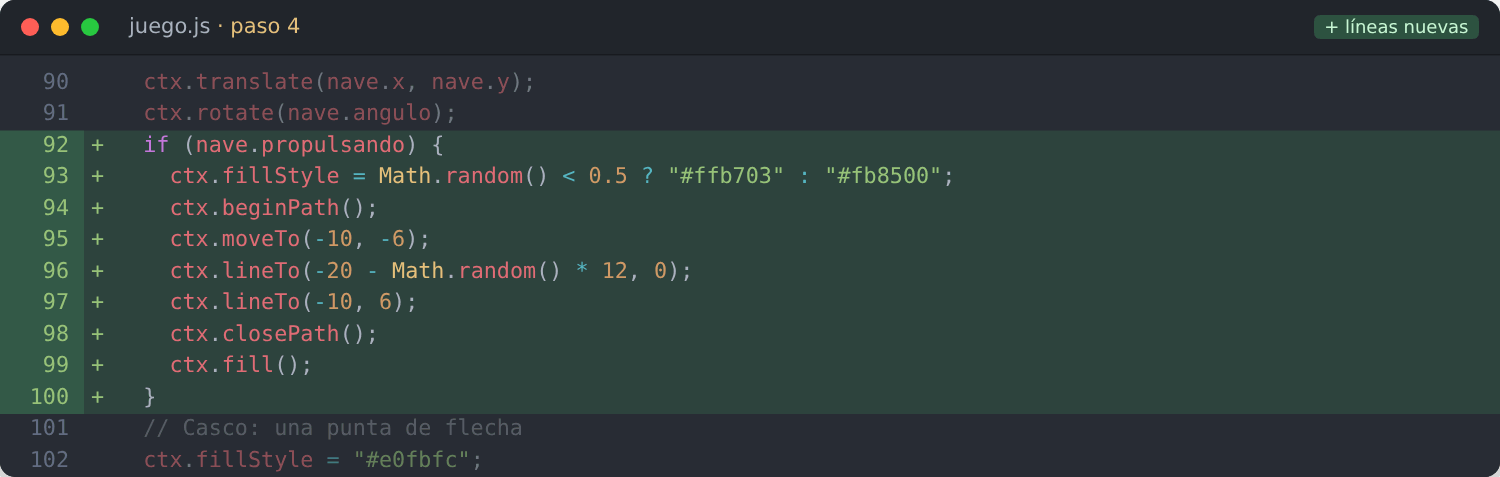 juego.js · paso 4
+ líneas nuevas
90 ctx.translate(nave.x, nave.y);
91 ctx.rotate(nave.angulo);
92 + if (nave.propulsando) {
93 + ctx.fillStyle = Math.random() < 0.5 ? "#ffb703" : "#fb8500";
94 + ctx.beginPath();
95 + ctx.moveTo(-10, -6);
96 + ctx.lineTo(-20 - Math.random() * 12, 0);
97 + ctx.lineTo(-10, 6);
98 + ctx.closePath();
99 + ctx.fill();
100 + }
101 // Casco: una punta de flecha
102 ctx.fillStyle = "#e0fbfc";